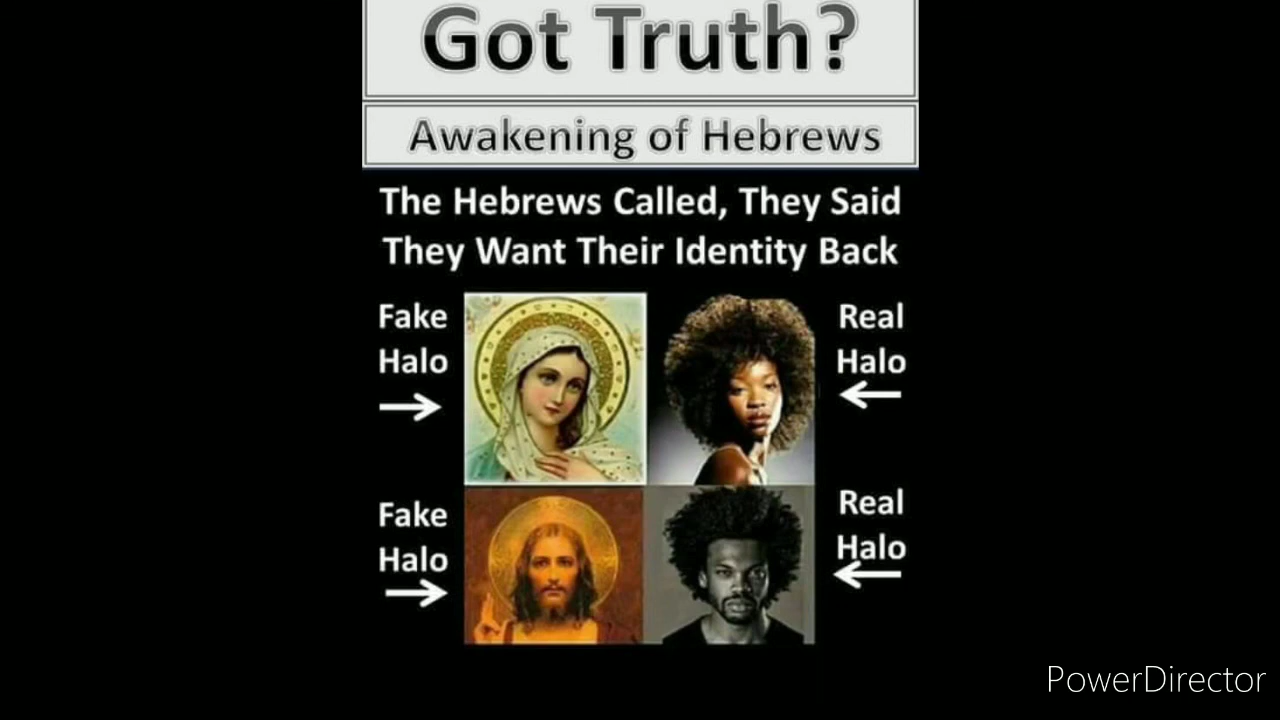 Got Truth?
Awakening of Hebrews
The Hebrews Called, They Said
They Want Their Identity Back
Fake
Halo
Real
Halo
Fake
Halo
Real
Halo
PowerDirector